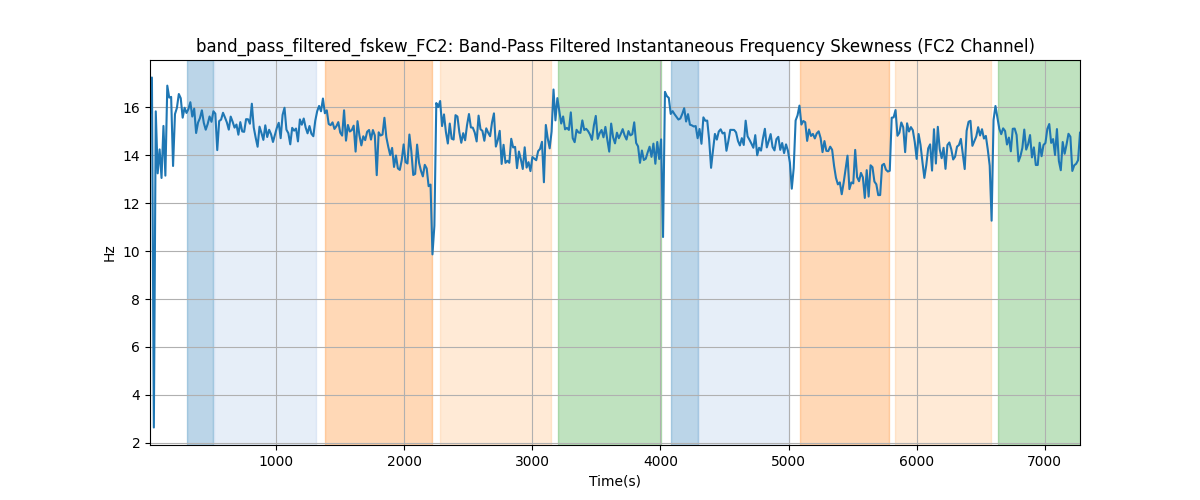 band_pass_filtered_fskew_FC2: Band-Pass Filtered Instantaneous Frequency Skewness (FC2 Channel)
16
14
12
10
8
6
4
2
Hz
1000 2000 3000 4000 5000 6000 7000
Time(s)